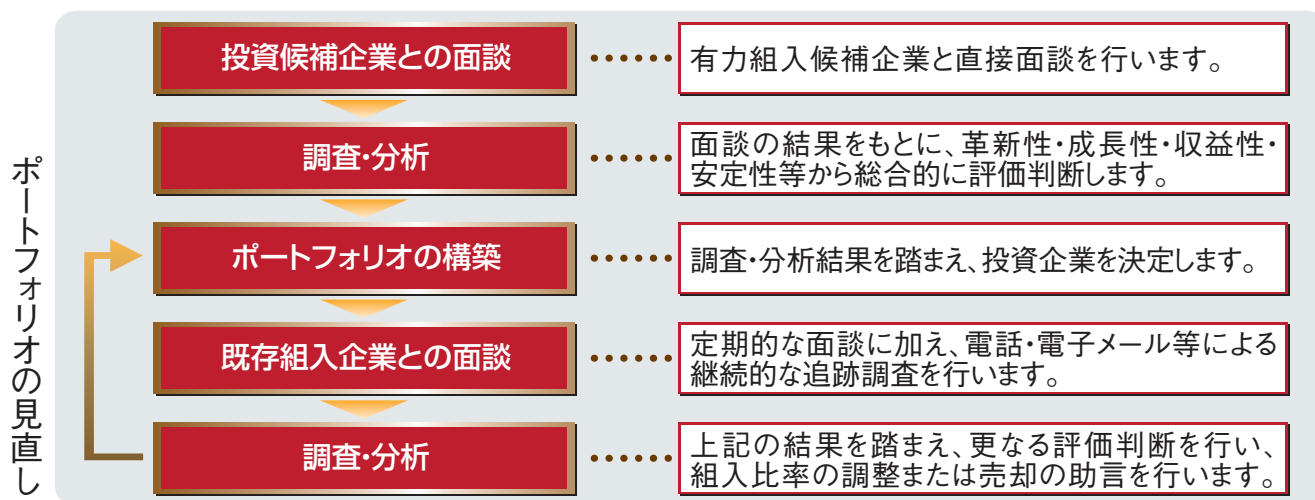 投資候補企業との面談
有力組入候補企業と直接面談を行います。
調査・分析
面談の結果をもとに、革新性・成長性・収益性・
安定性等から総合的に評価判断します。
ポートフォリオの構築
調査・分析結果を踏まえ、投資企業を決定します。
既存組入企業との面談
定期的な面談に加え、電話・電子メール等による
継続的な追跡調査を行います。
調査・分析
上記の結果を踏まえ、更なる評価判断を行い、
組入比率の調整または売却の助言を行います。
ポートフォリオの見直し